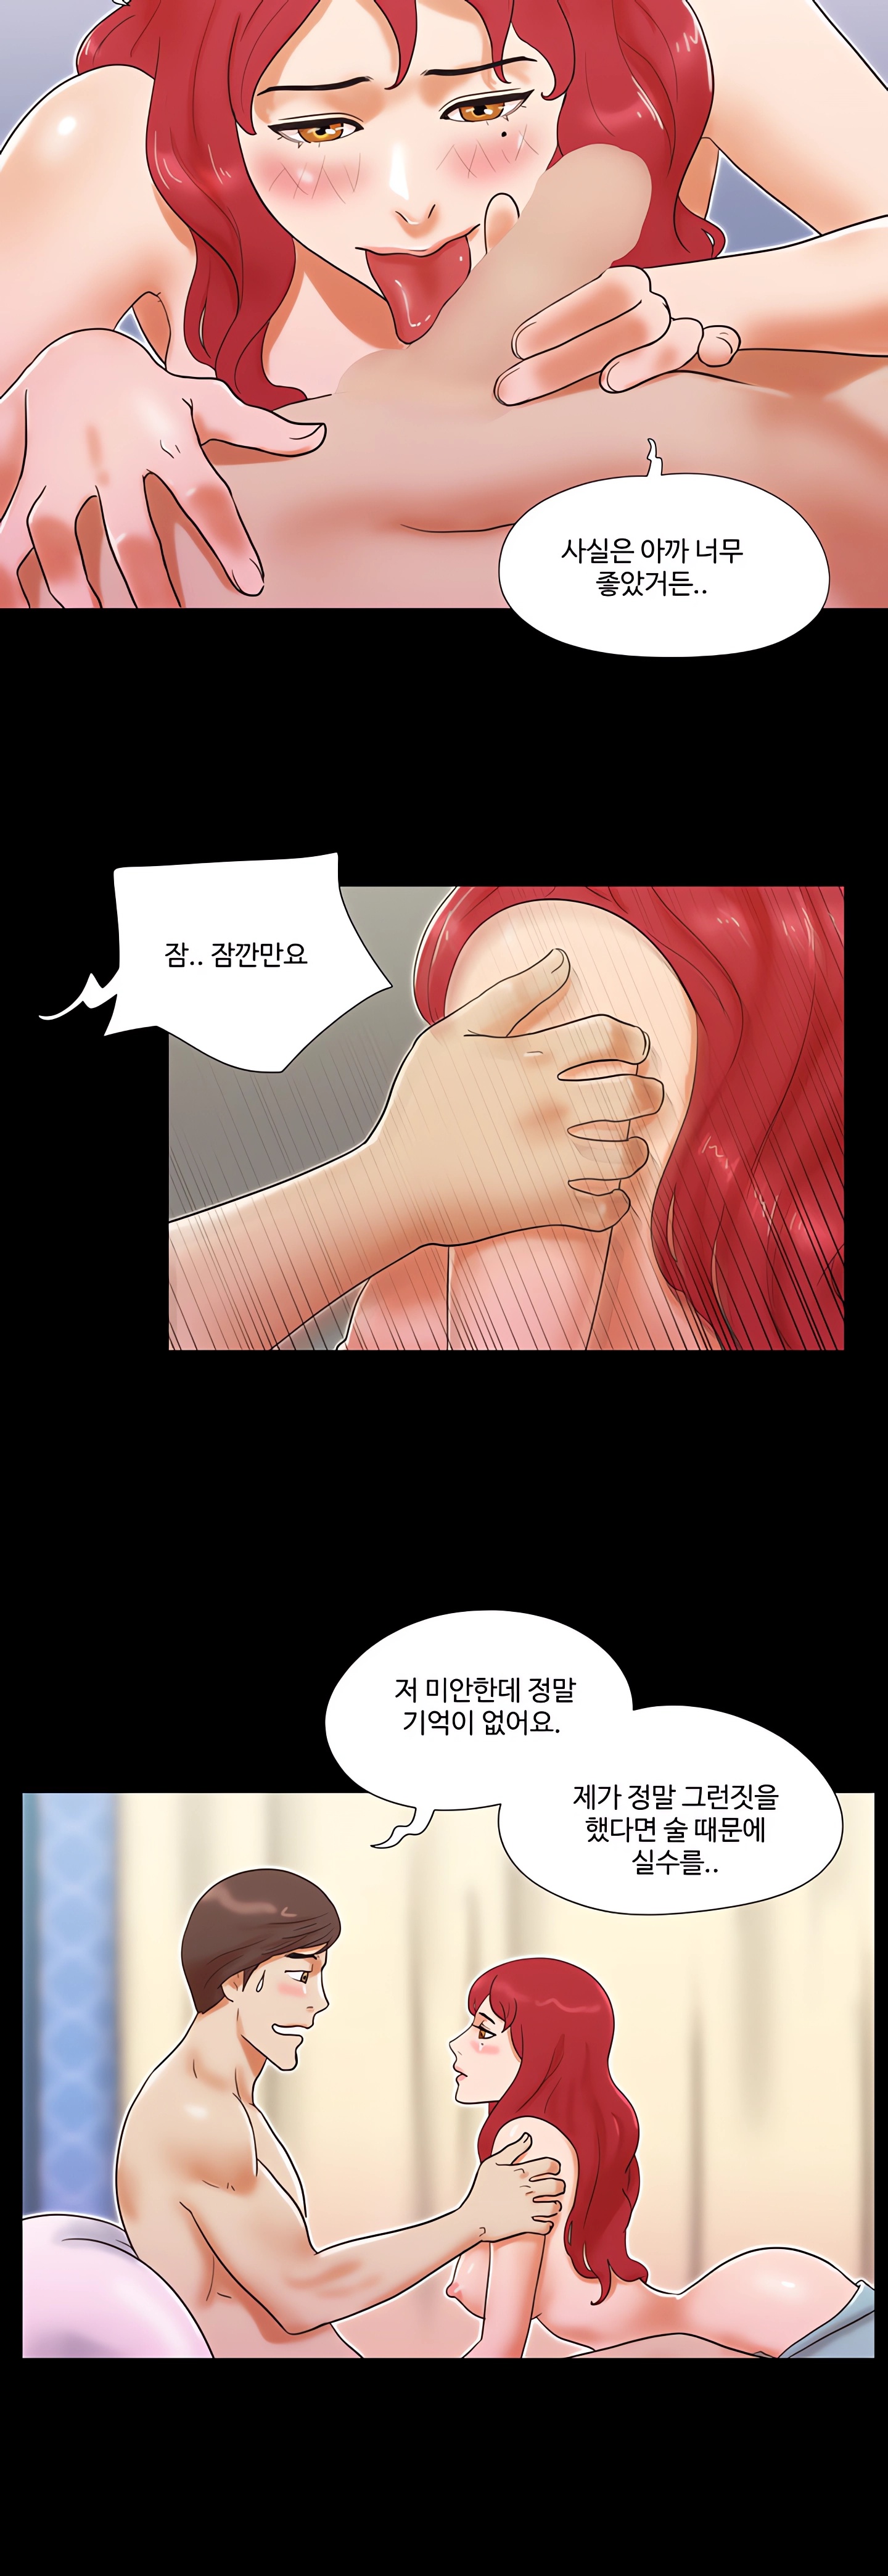 사실은 아까 너무
좋았거든..
잠.. 잠깐만요
저 미안한데 정말
기억이 없어요.
제가 정말 그런짓을
했다면 술 때문에
실수를..